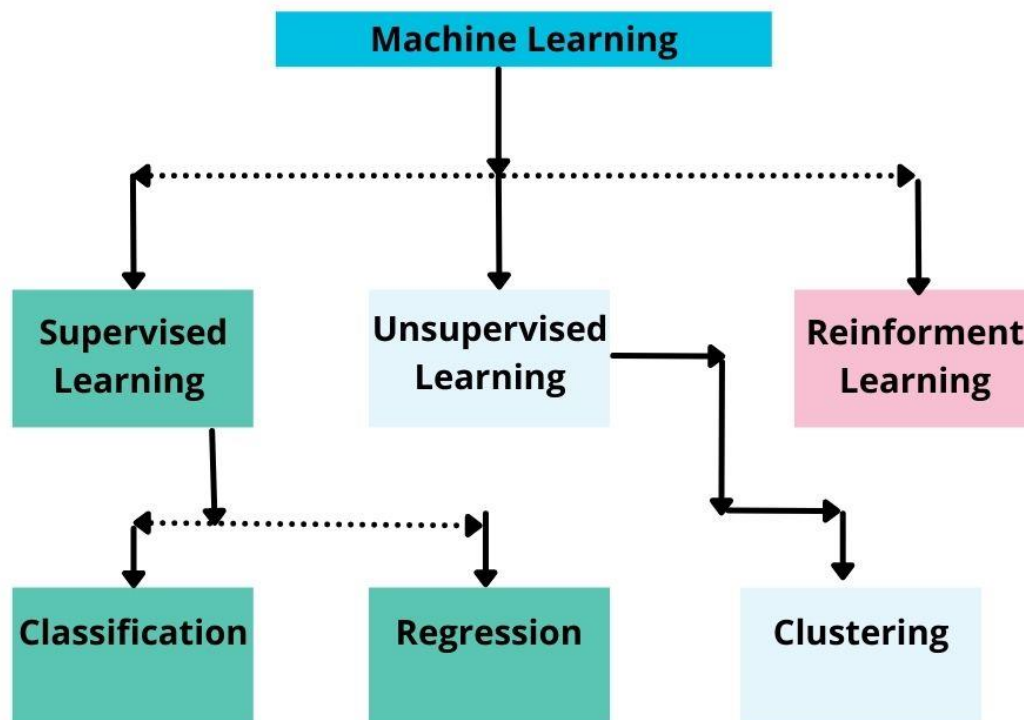 Machine Learning
Supervised
Learning
Unsupervised
Learning
Reinforment
Learning
Classification
Regression
Clustering